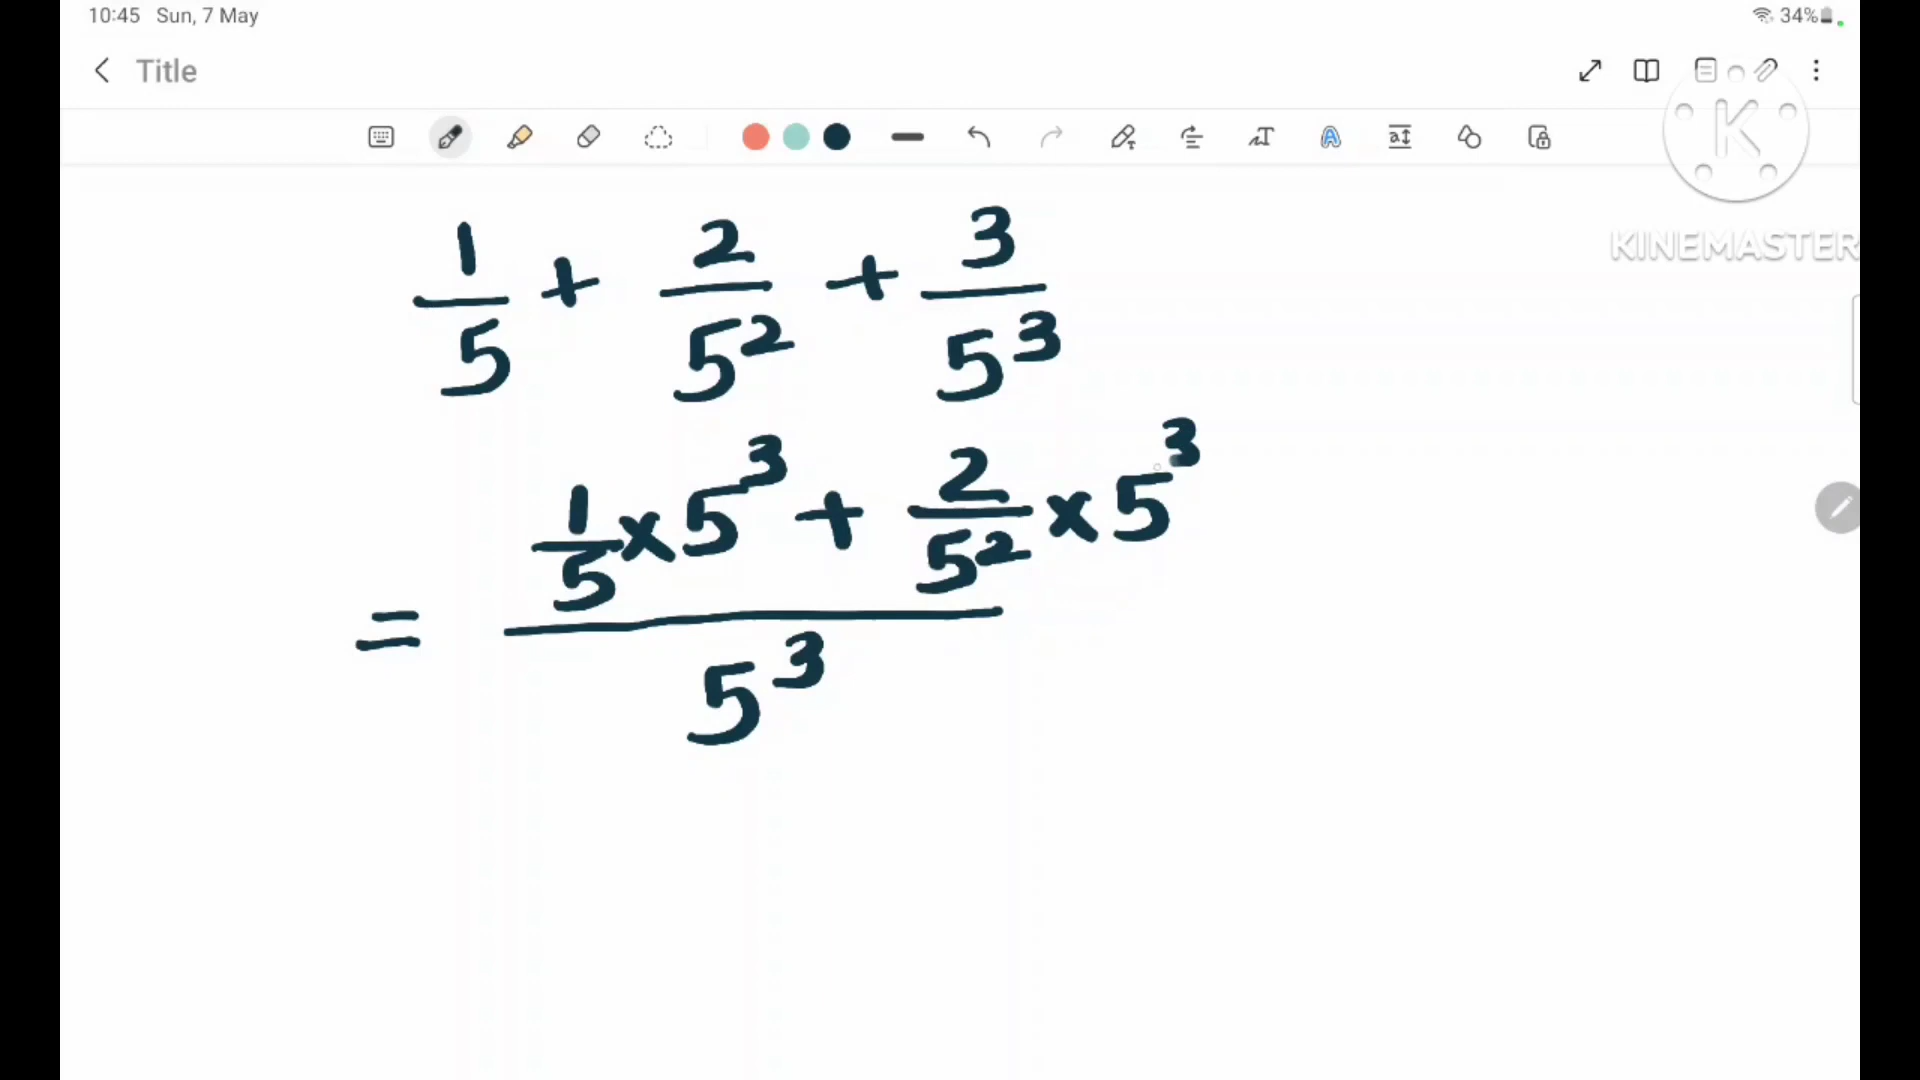 10:45 Sun, 7 May 34%
Title
K
KINEMASTER
1/5 + 2/5² + 3/5³
= (1/5 × 5³ + 2/5² × 5³) / 5³